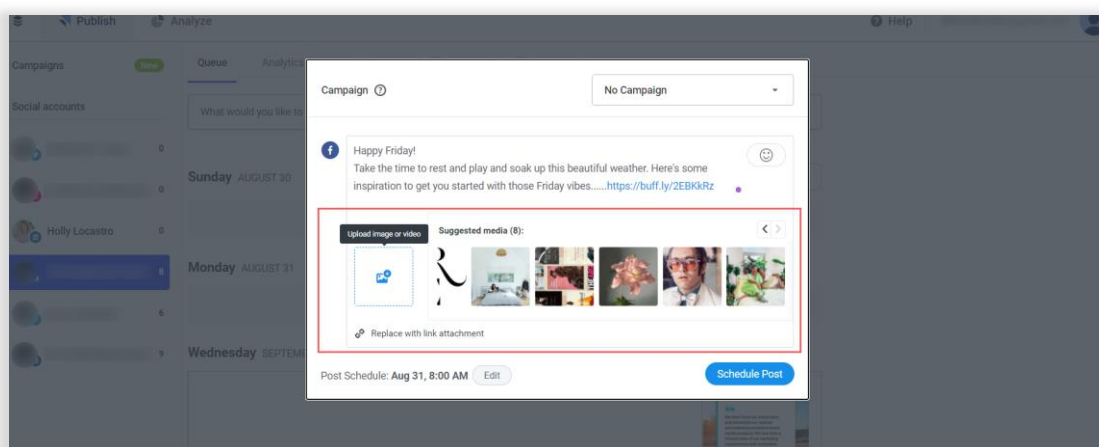 Publish
Analyze
Help
Campaigns
New
Queue
Analytics
Social accounts
What would you like to
0
Sunday AUGUST 30
0
Holly Locastro
0
Monday AUGUST 31
8
6
Wednesday SEPTEM
9
Campaign ?
No Campaign
Happy Friday!
Take the time to rest and play and soak up this beautiful weather. Here's some
inspiration to get you started with those Friday vibes......https://buff.ly/2EBKkRz
Upload image or video
Suggested media (8):
Replace with link attachment
Post Schedule: Aug 31, 8:00 AM
Edit
Schedule Post